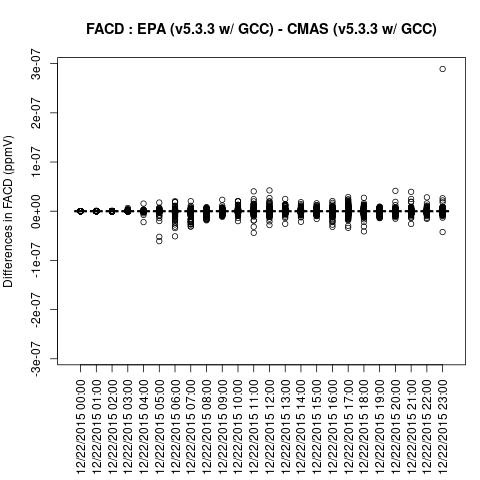 FACD : EPA (v5.3.3 w/ GCC) - CMAS (v5.3.3 w/ GCC)
Differences in FACD (ppmV)
3e-07
2e-07
1e-07
0e+00
-1e-07
-2e-07
-3e-07
12/22/2015 00:00
12/22/2015 01:00
12/22/2015 02:00
12/22/2015 03:00
12/22/2015 04:00
12/22/2015 05:00
12/22/2015 06:00
12/22/2015 07:00
12/22/2015 08:00
12/22/2015 09:00
12/22/2015 10:00
12/22/2015 11:00
12/22/2015 12:00
12/22/2015 13:00
12/22/2015 14:00
12/22/2015 15:00
12/22/2015 16:00
12/22/2015 17:00
12/22/2015 18:00
12/22/2015 19:00
12/22/2015 20:00
12/22/2015 21:00
12/22/2015 22:00
12/22/2015 23:00